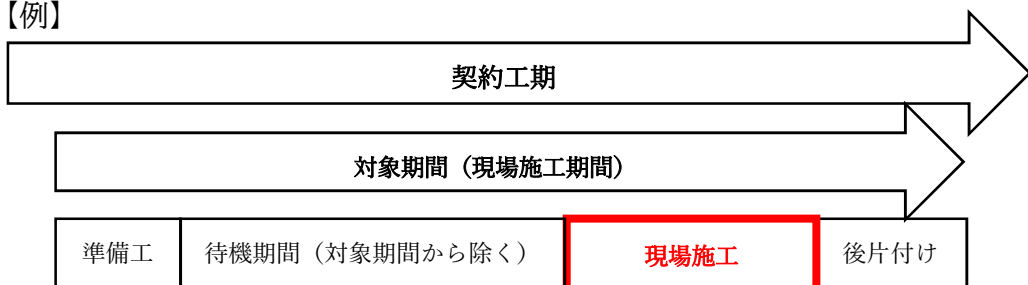 【例】
契約工期
対象期間（現場施工期間）
準備工
待機期間（対象期間から除く）
現場施工
後片付け